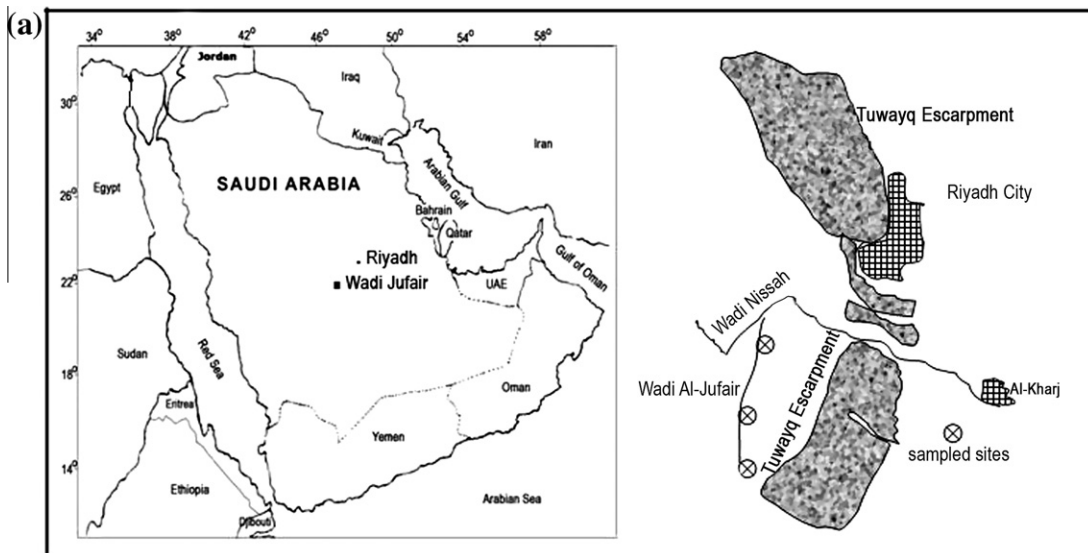 (a)
34° 38° 42° 46° 50° 54° 58°
30°
26°
22°
18°
14°
Jordan
Iraq
Kuwait
Iran
Egypt
SAUDI ARABIA
Arabian Gulf
Bahrain
Qatar
Riyadh
Wadi Jufair
UAE
Gulf of Oman
Red Sea
Sudan
Oman
Eritrea
Yemen
Ethiopia
Djibouti
Arabian Sea
Tuwayq Escarpment
Riyadh City
Wadi Nissah
Wadi Al-Jufair
Tuwayq Escarpment
Al-Kharj
sampled sites